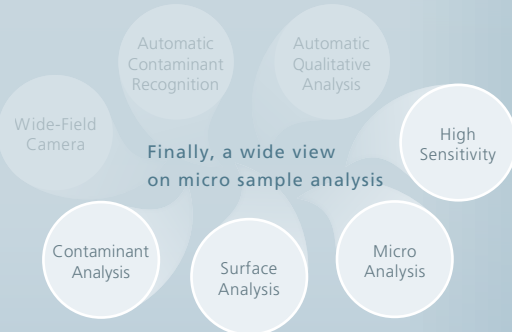 Automatic
Contaminant
Recognition
Automatic
Qualitative
Analysis
Wide-Field
Camera
High
Sensitivity
Finally, a wide view
on micro sample analysis
Contaminant
Analysis
Surface
Analysis
Micro
Analysis